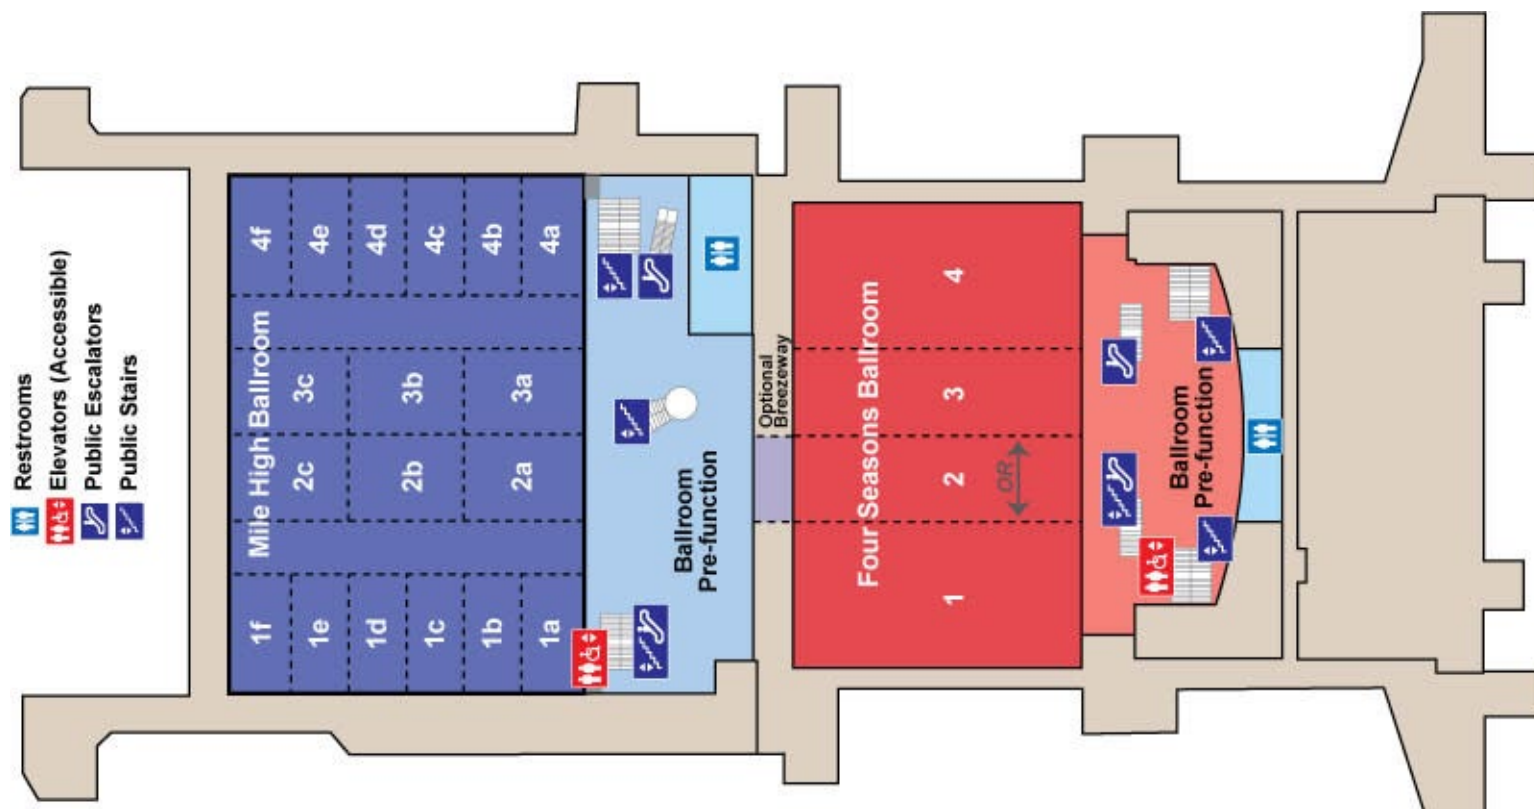 Restrooms
Elevators (Accessible)
Public Escalators
Public Stairs
Mile High Ballroom
4f
4e
4d
4c
4b
4a
3c
3b
3a
2c
2b
2a
1f
1e
1d
1c
1b
1a
Ballroom
Pre-function
Optional
Breezeway
Four Seasons Ballroom
4
3
2
1
OR
Ballroom
Pre-function